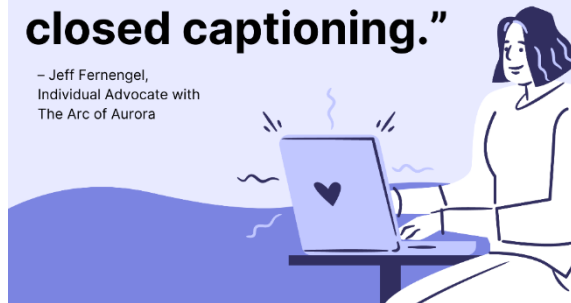 closed captioning.”
– Jeff Fernengel,
Individual Advocate with
The Arc of Aurora